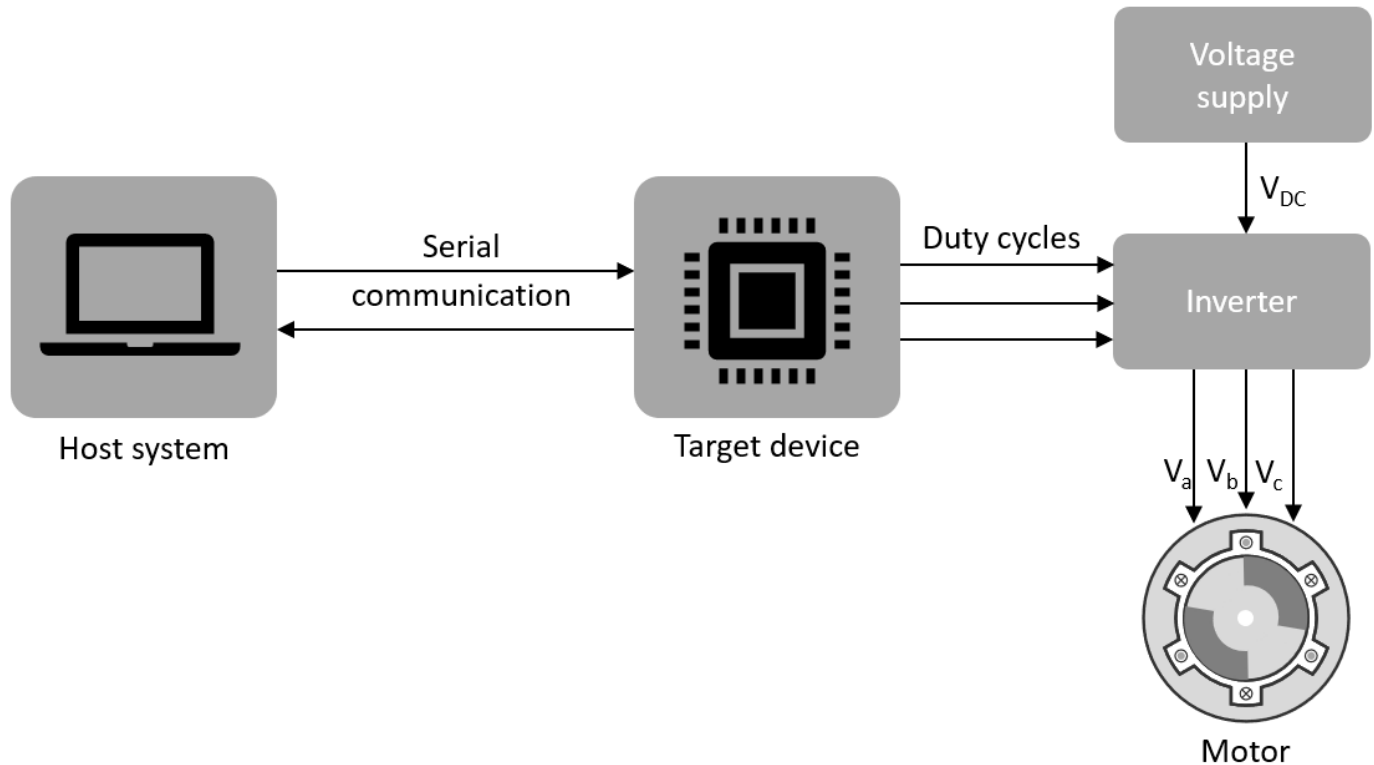 Voltage
supply
V_DC
Serial
communication
Duty cycles
Inverter
Host system
Target device
V_a V_b V_c
Motor